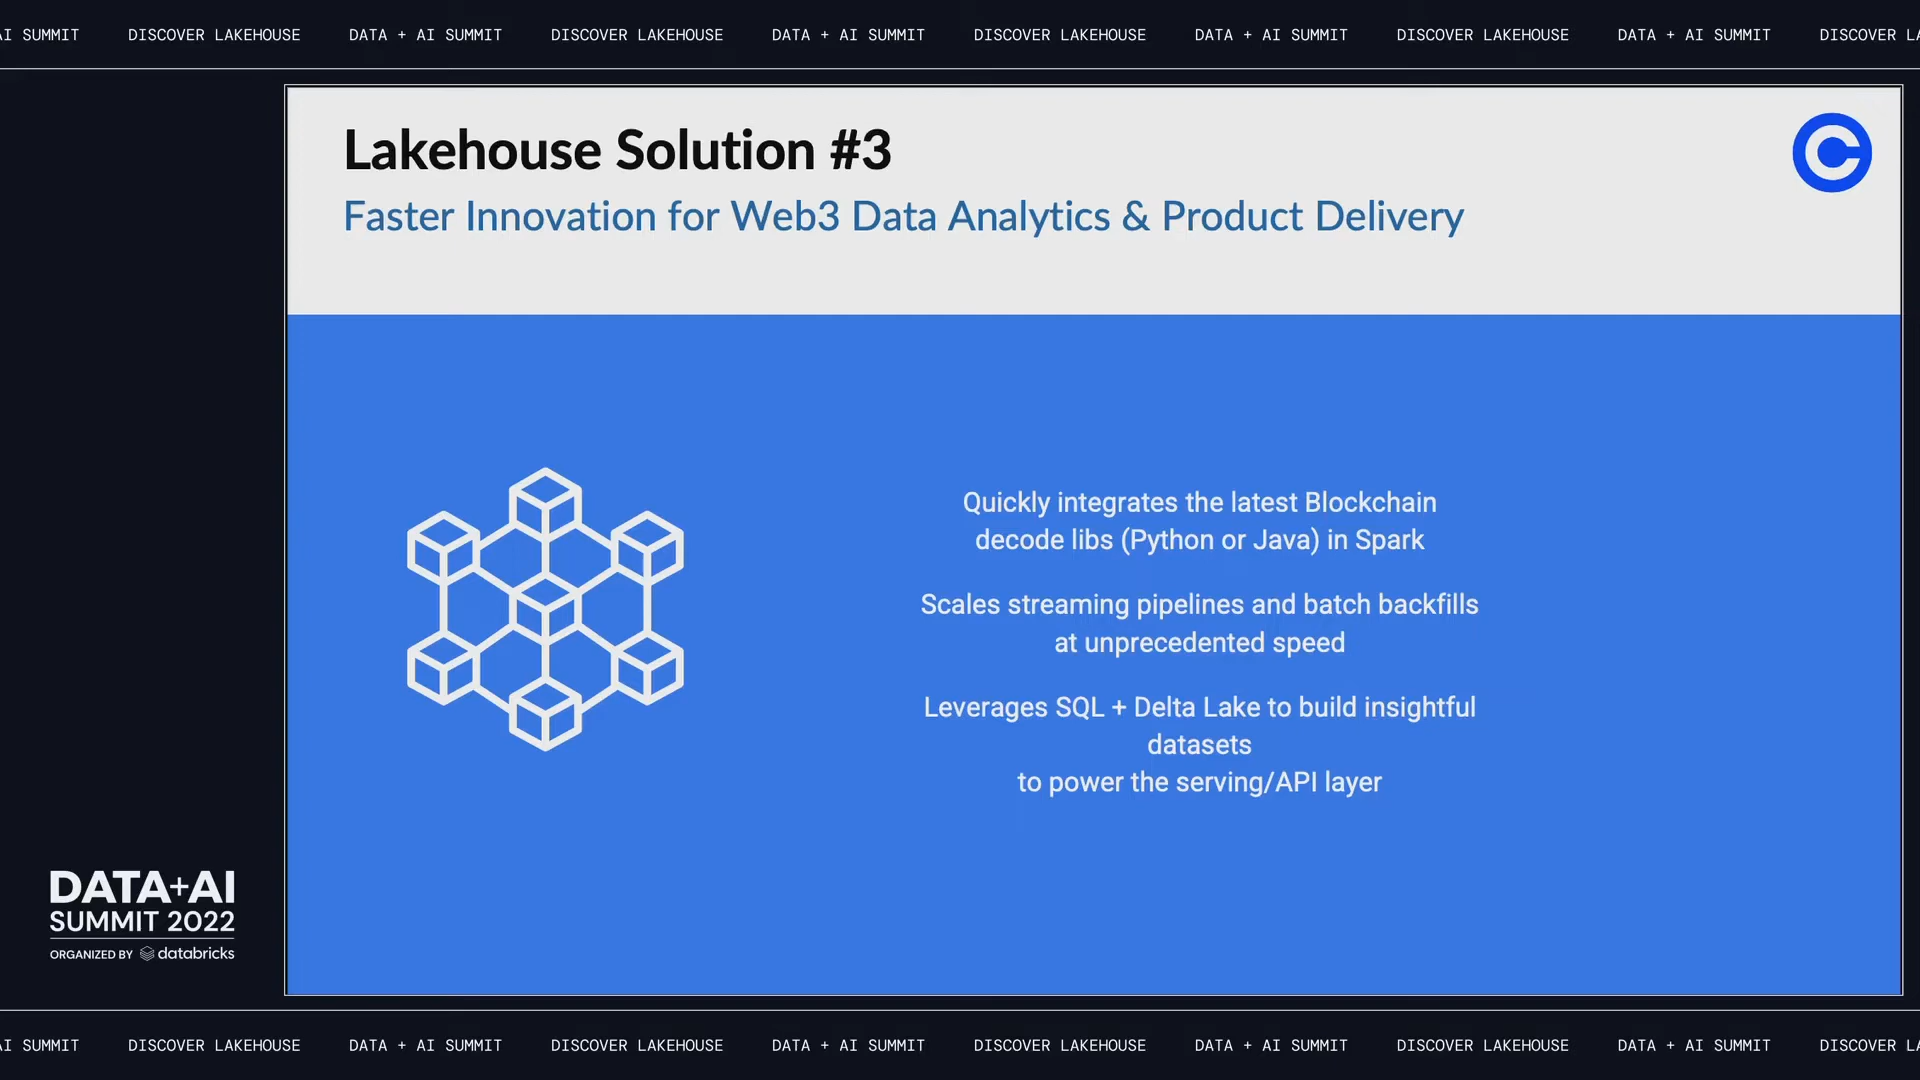 AI SUMMIT DISCOVER LAKEHOUSE DATA + AI SUMMIT DISCOVER LAKEHOUSE DATA + AI SUMMIT DISCOVER LAKEHOUSE DATA + AI SUMMIT DISCOVER LAKEHOUSE DATA + AI SUMMIT DISCOVER LA
Lakehouse Solution #3
Faster Innovation for Web3 Data Analytics & Product Delivery
Quickly integrates the latest Blockchain
decode libs (Python or Java) in Spark
Scales streaming pipelines and batch backfills
at unprecedented speed
Leverages SQL + Delta Lake to build insightful
datasets
to power the serving/API layer
DATA+AI
SUMMIT 2022
ORGANIZED BY databricks
AI SUMMIT DISCOVER LAKEHOUSE DATA + AI SUMMIT DISCOVER LAKEHOUSE DATA + AI SUMMIT DISCOVER LAKEHOUSE DATA + AI SUMMIT DISCOVER LAKEHOUSE DATA + AI SUMMIT DISCOVER LA